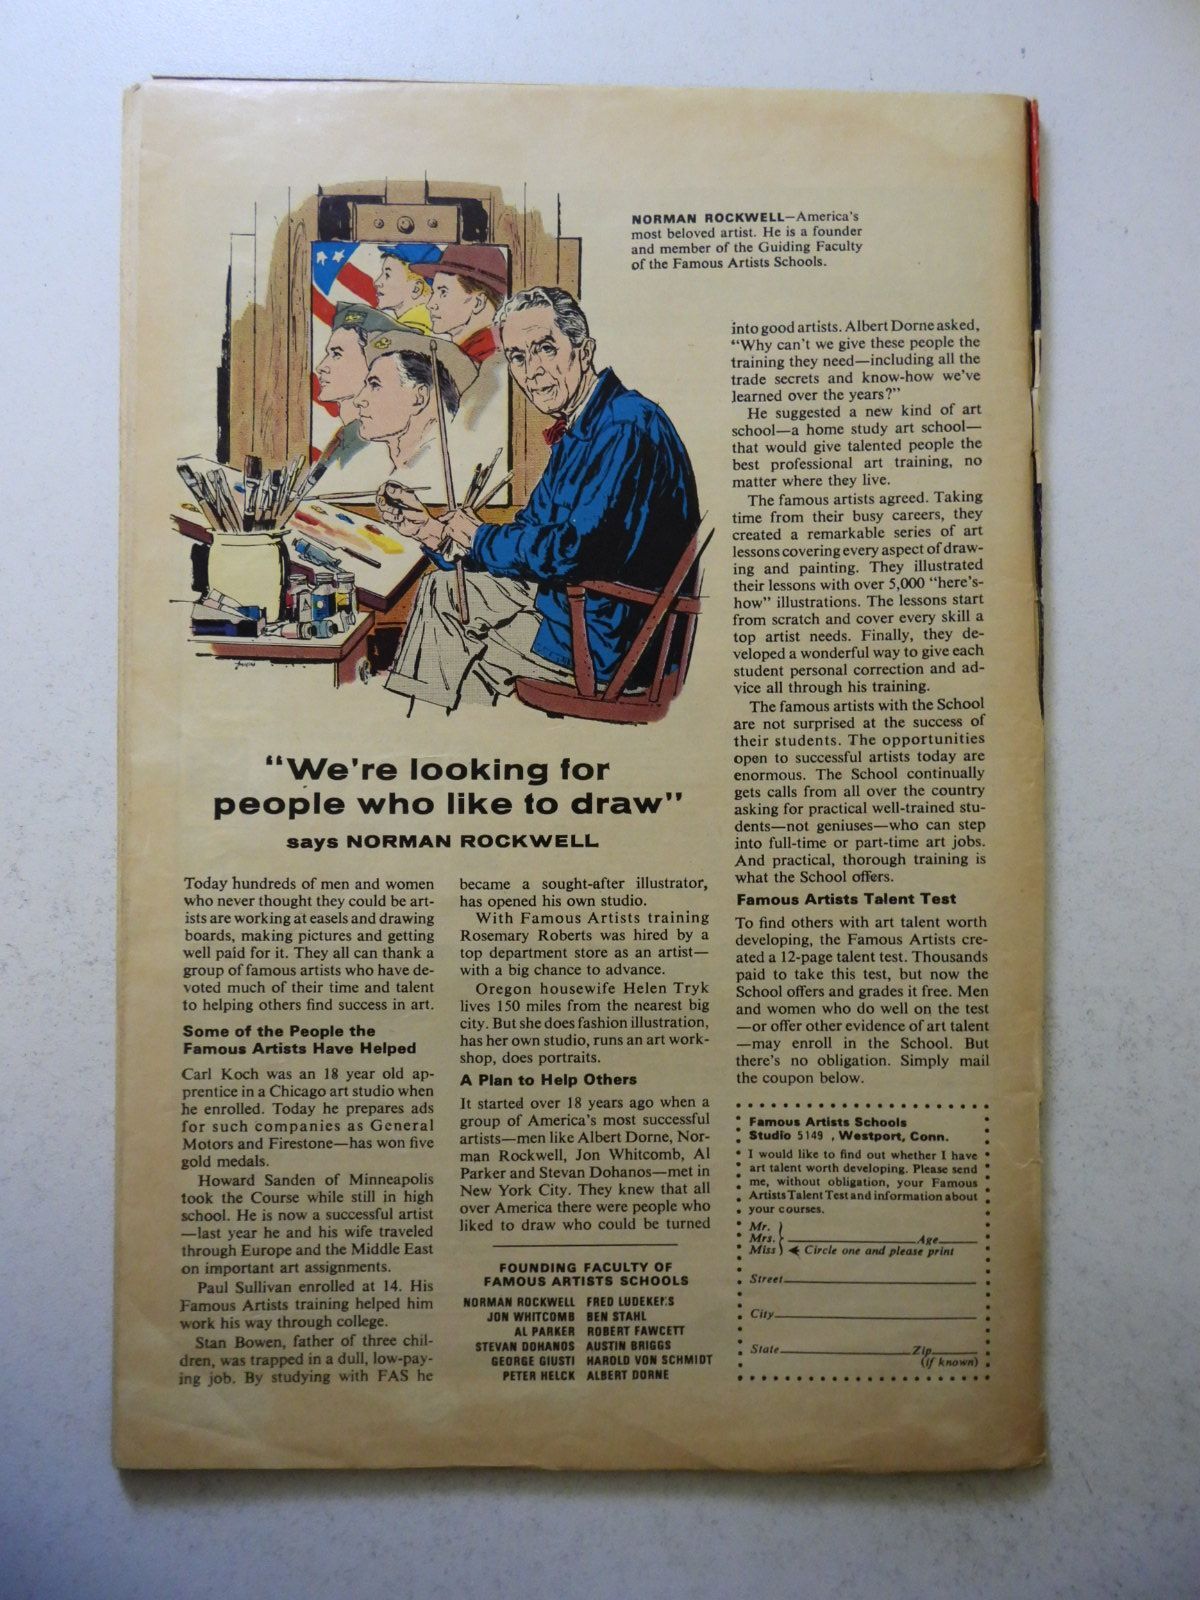 NORMAN ROCKWELL—America's
most beloved artist. He is a founder
and member of the Guiding Faculty
of the Famous Artists Schools.
"We're looking for
people who like to draw"
says NORMAN ROCKWELL
Today hundreds of men and women
who never thought they could be art-
ists are working at easels and drawing
boards, making pictures and getting
well paid for it. They all can thank a
group of famous artists who have de-
voted much of their time and talent
to helping others find success in art.
Some of the People the
Famous Artists Have Helped
Carl Koch was an 18 year old ap-
prentice in a Chicago art studio when
he enrolled. Today he prepares ads
for such companies as General
Motors and Firestone—has won five
gold medals.
Howard Sanden of Minneapolis
took the Course while still in high
school. He is now a successful artist
—last year he and his wife traveled
through Europe and the Middle East
on important art assignments.
Paul Sullivan enrolled at 14. His
Famous Artists training helped him
work his way through college.
Stan Bowen, father of three chil-
dren, was trapped in a dull, low-pay-
ing job. By studying with FAS he
became a sought-after illustrator,
has opened his own studio.
With Famous Artists training
Rosemary Roberts was hired by a
top department store as an artist—
with a big chance to advance.
Oregon housewife Helen Tryk
lives 150 miles from the nearest big
city. But she does fashion illustration,
has her own studio, runs an art work-
shop, does portraits.
A Plan to Help Others
It started over 18 years ago when a
group of America's most successful
artists—men like Albert Dorne, Nor-
man Rockwell, Jon Whitcomb, Al
Parker and Stevan Dohanos—met in
New York City. They knew that all
over America there were people who
liked to draw who could be turned
into good artists. Albert Dorne asked,
"Why can't we give these people the
training they need—including all the
trade secrets and know-how we've
learned over the years?"
He suggested a new kind of art
school—a home study art school—
that would give talented people the
best professional art training, no
matter where they live.
The famous artists agreed. Taking
time from their busy careers, they
created a remarkable series of art
lessons covering every aspect of draw-
ing and painting. They illustrated
their lessons with over 5,000 "here's-
how" illustrations. The lessons start
from scratch and cover every skill a
top artist needs. Finally, they de-
veloped a wonderful way to give each
student personal correction and ad-
vice all through his training.
The famous artists with the School
are not surprised at the success of
their students. The opportunities
open to successful artists today are
enormous. The School continually
gets calls from all over the country
asking for practical well-trained stu-
dents—not geniuses—who can step
into full-time or part-time art jobs.
And practical, thorough training is
what the School offers.
Famous Artists Talent Test
To find others with art talent worth
developing, the Famous Artists cre-
ated a 12-page talent test. Thousands
paid to take this test, but now the
School offers and grades it free. Men
and women who do well on the test
—or offer other evidence of art talent
—may enroll in the School. But
there's no obligation. Simply mail
the coupon below.
FOUNDING FACULTY OF
FAMOUS ARTISTS SCHOOLS
NORMAN ROCKWELL FRED LUDEKENS
JON WHITCOMB BEN STAHL
AL PARKER ROBERT FAWCETT
STEVAN DOHANOS AUSTIN BRIGGS
GEORGE GIUSTI HAROLD VON SCHMIDT
PETER HELCK ALBERT DORNE
Famous Artists Schools
Studio 5149 , Westport, Conn.
I would like to find out whether I have
art talent worth developing. Please send
me, without obligation, your Famous
Artists Talent Test and information about
your courses.
Mr.
Mrs. Age
Miss Circle one and please print
Street
City
State Zip
(if known)